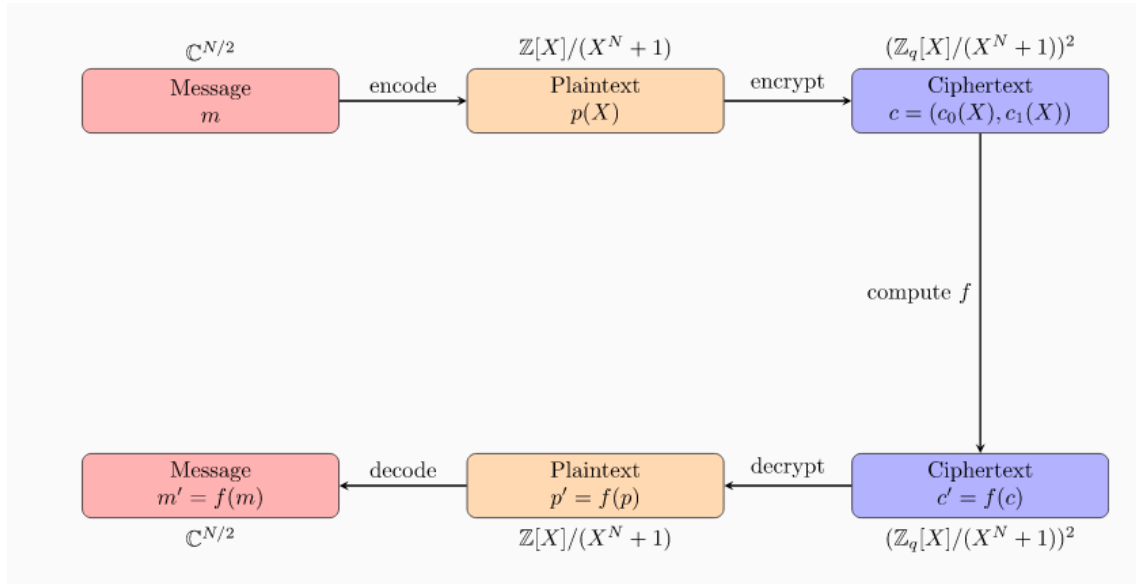 ℂ^{N/2}
ℤ[X]/(X^N + 1)
(ℤ_q[X]/(X^N + 1))^2
Message
m
encode
Plaintext
p(X)
encrypt
Ciphertext
c = (c_0(X), c_1(X))
compute f
Message
m′ = f(m)
decode
Plaintext
p′ = f(p)
decrypt
Ciphertext
c′ = f(c)
ℂ^{N/2}
ℤ[X]/(X^N + 1)
(ℤ_q[X]/(X^N + 1))^2